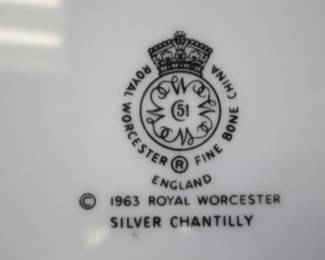 ROYAL WORCESTER ® FINE BONE CHINA
51
ENGLAND
© 1963 ROYAL WORCESTER
SILVER CHANTILLY